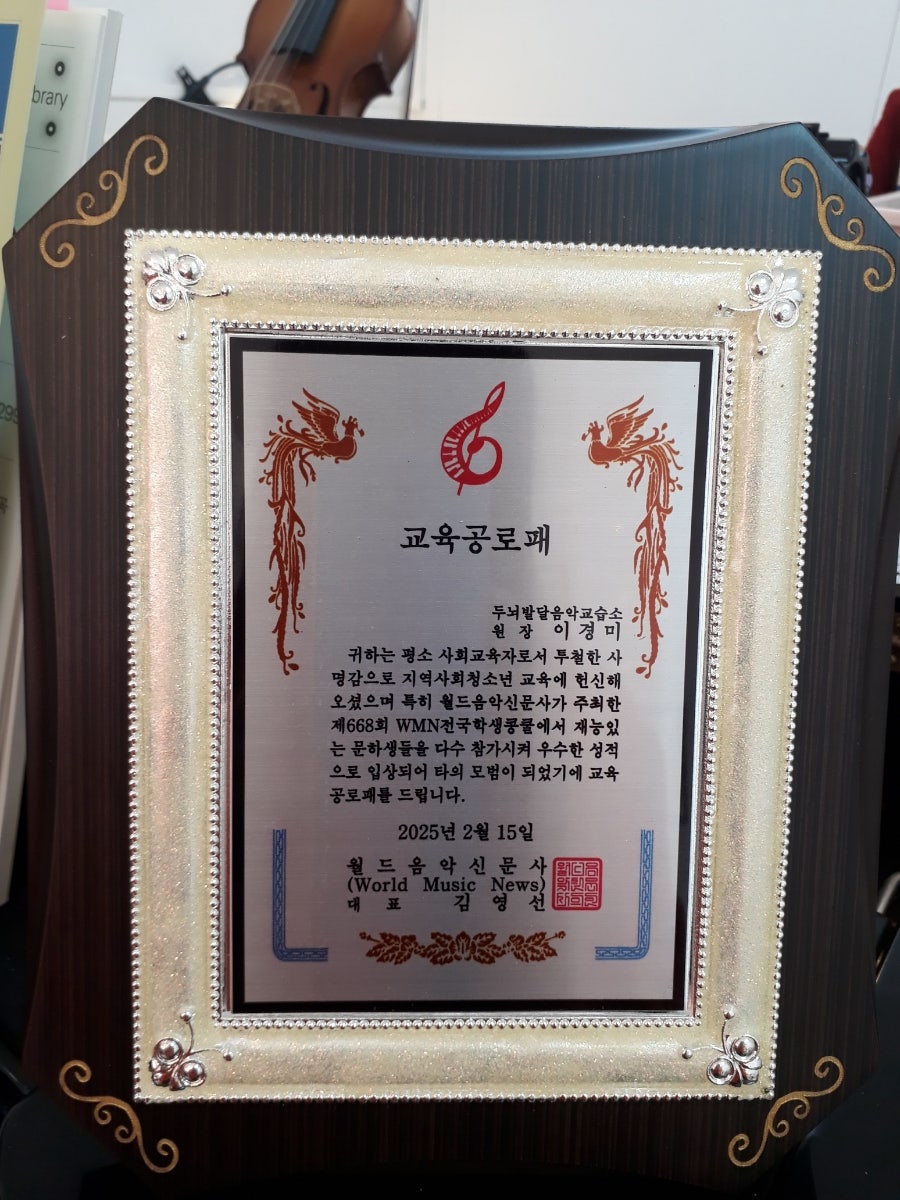 brary
299
교육공로패
두뇌발달음악교습소
원 장 이경미
귀하는 평소 사회교육자로서 투철한 사
명감으로 지역사회청소년 교육에 헌신해
오셨으며 특히 월드음악신문사가 주최한
제668회 WMN전국학생콩쿨에서 재능있
는 문하생들을 다수 참가시켜 우수한 성적
으로 입상되어 타의 모범이 되었기에 교육
공로패를 드립니다.
2025년 2월 15일
월드음악신문사
(World Music News)
대 표 김 영 선